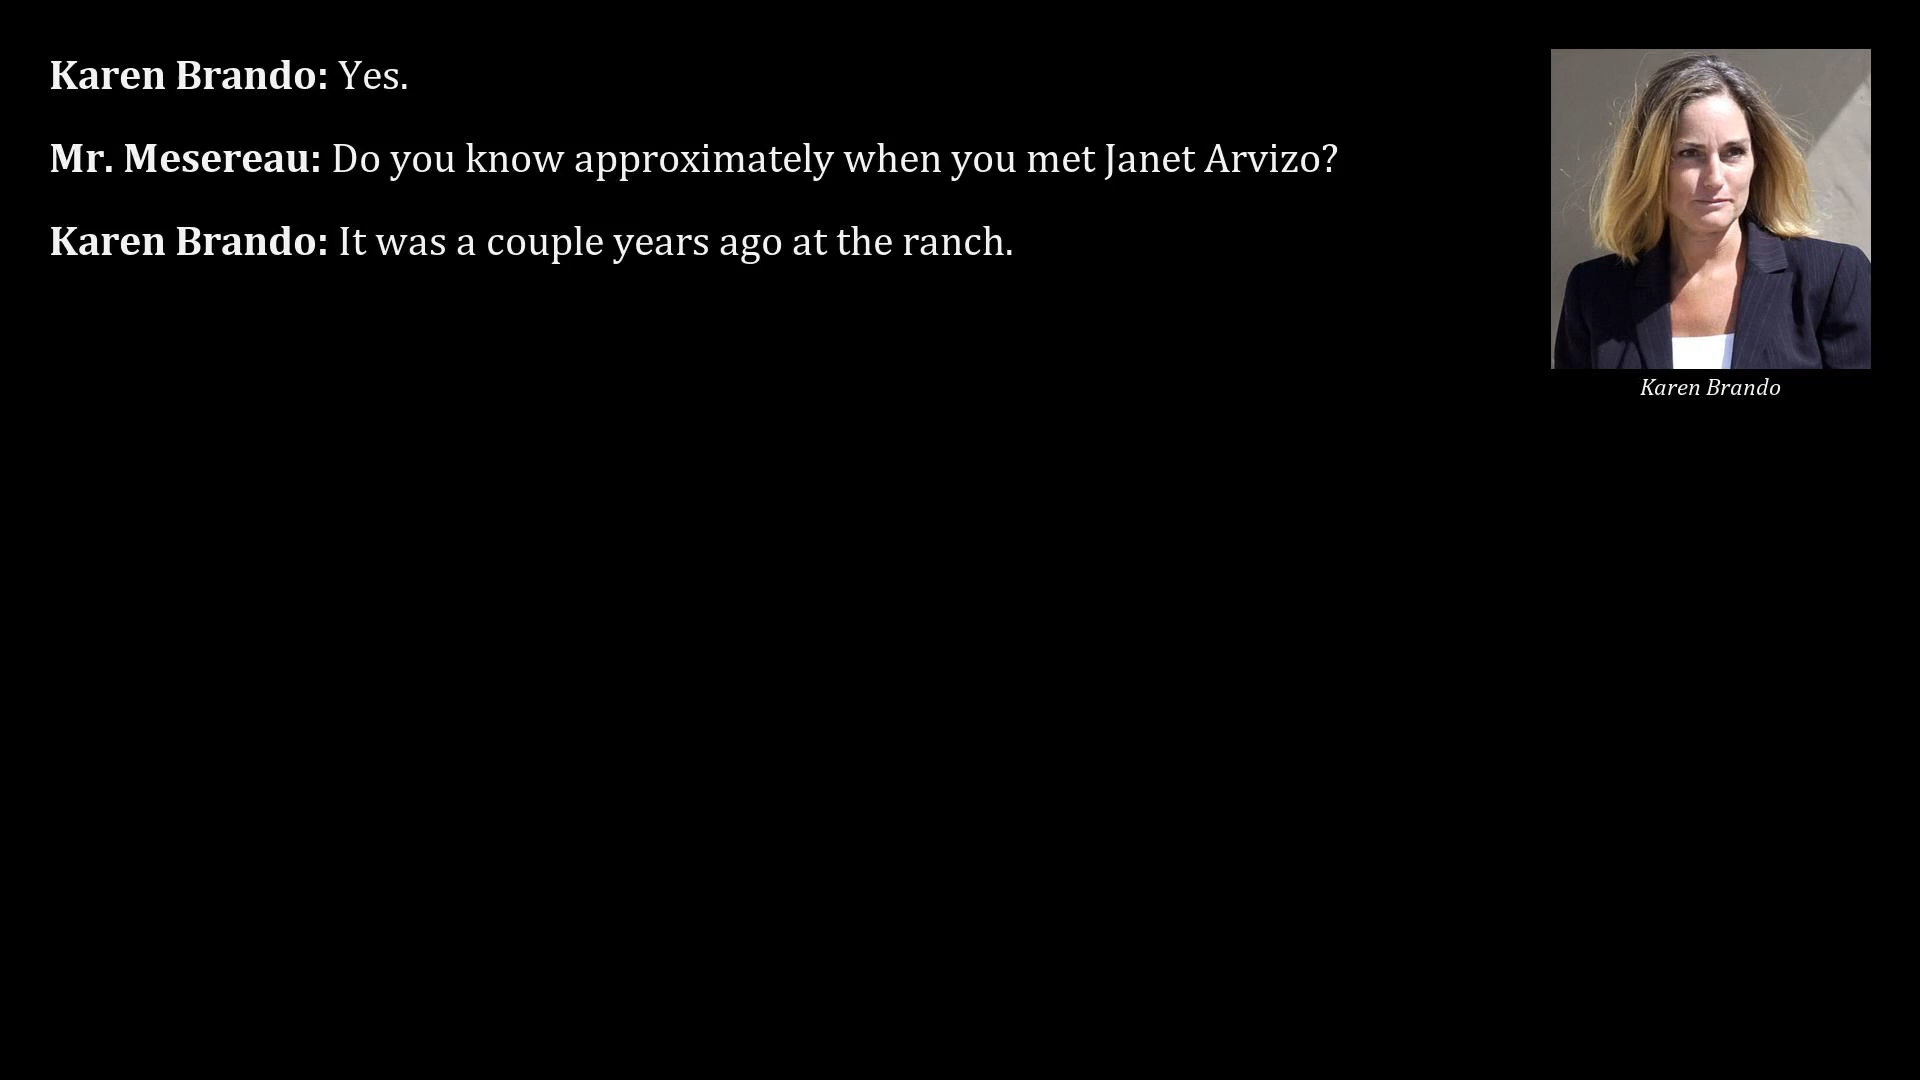 Karen Brando: Yes.
Mr. Mesereau: Do you know approximately when you met Janet Arvizo?
Karen Brando: It was a couple years ago at the ranch.
Karen Brando